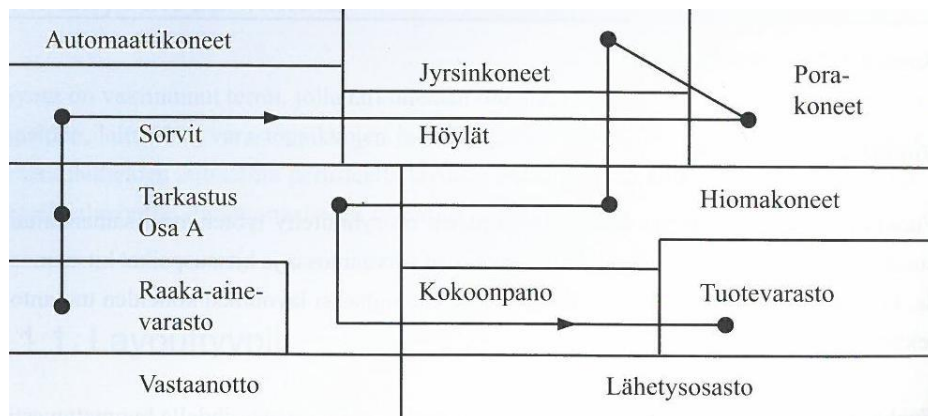 Automaattikoneet
Jyrsinkoneet
Pora-
koneet
Sorvit
Höylät
Tarkastus
Osa A
Hiomakoneet
Raaka-aine-
varasto
Kokoonpano
Tuotevarasto
Vastaanotto
Lähetysosasto